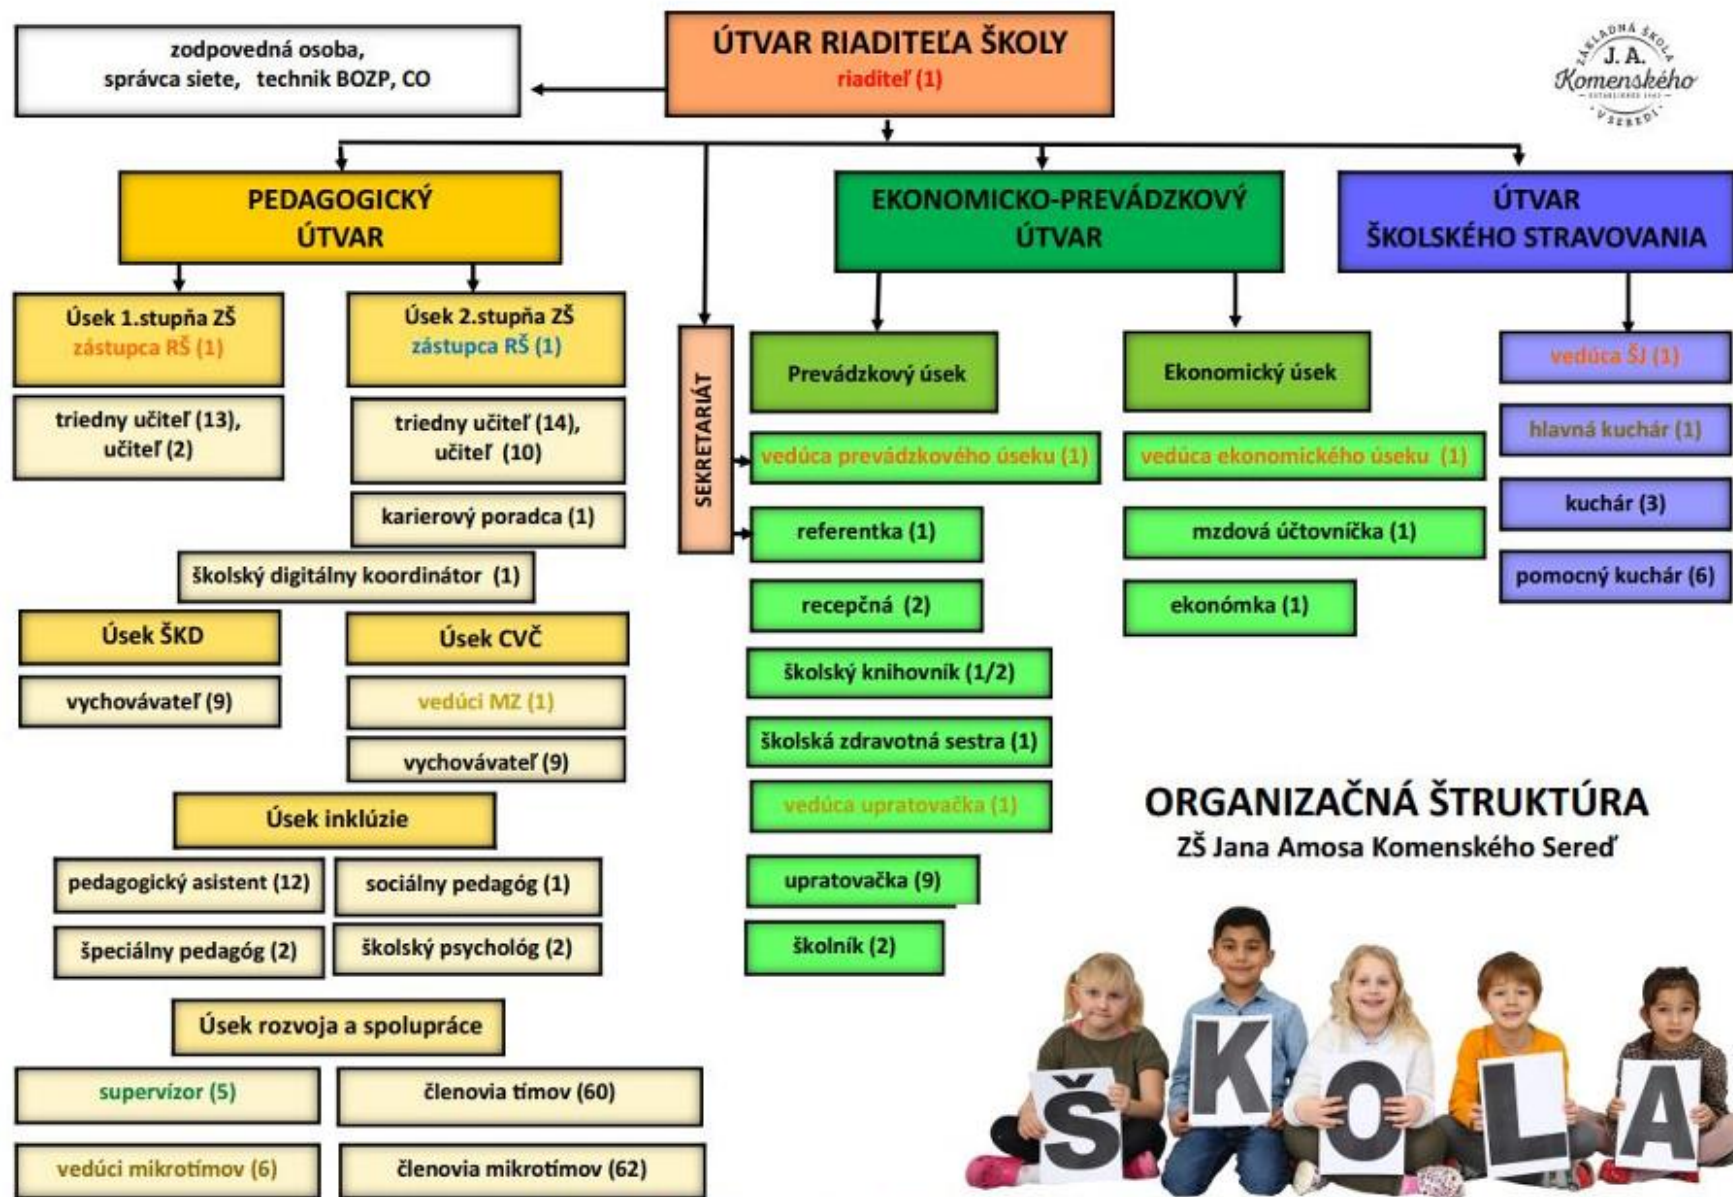 zodpovedná osoba,
správca siete, technik BOZP, CO
ÚTVAR RIADITEĽA ŠKOLY
riaditeľ (1)
ZÁKLADNÁ ŠKOLA
J. A.
Komenského
V SEREDI
PEDAGOGICKÝ
ÚTVAR
EKONOMICKO-PREVÁDZKOVÝ
ÚTVAR
ÚTVAR
ŠKOLSKÉHO STRAVOVANIA
Úsek 1.stupňa ZŠ
zástupca RŠ (1)
triedny učiteľ (13),
učiteľ (2)
Úsek 2.stupňa ZŠ
zástupca RŠ (1)
triedny učiteľ (14),
učiteľ (10)
karierový poradca (1)
školský digitálny koordinátor (1)
Úsek ŠKD
vychovávateľ (9)
Úsek CVČ
vedúci MZ (1)
vychovávateľ (9)
Úsek inklúzie
pedagogický asistent (12)
sociálny pedagóg (1)
špeciálny pedagóg (2)
školský psychológ (2)
Úsek rozvoja a spolupráce
supervízor (5)
členovia tímov (60)
vedúci mikrotímov (6)
členovia mikrotímov (62)
SEKRETARIÁT
Prevádzkový úsek
vedúca prevádzkového úseku (1)
referentka (1)
recepčná (2)
školský knihovník (1/2)
školská zdravotná sestra (1)
vedúca upratovačka (1)
upratovačka (9)
školník (2)
Ekonomický úsek
vedúca ekonomického úseku (1)
mzdová účtovníčka (1)
ekonómka (1)
vedúca ŠJ (1)
hlavná kuchár (1)
kuchár (3)
pomocný kuchár (6)
ORGANIZAČNÁ ŠTRUKTÚRA
ZŠ Jana Amosa Komenského Sereď
ŠKOLA